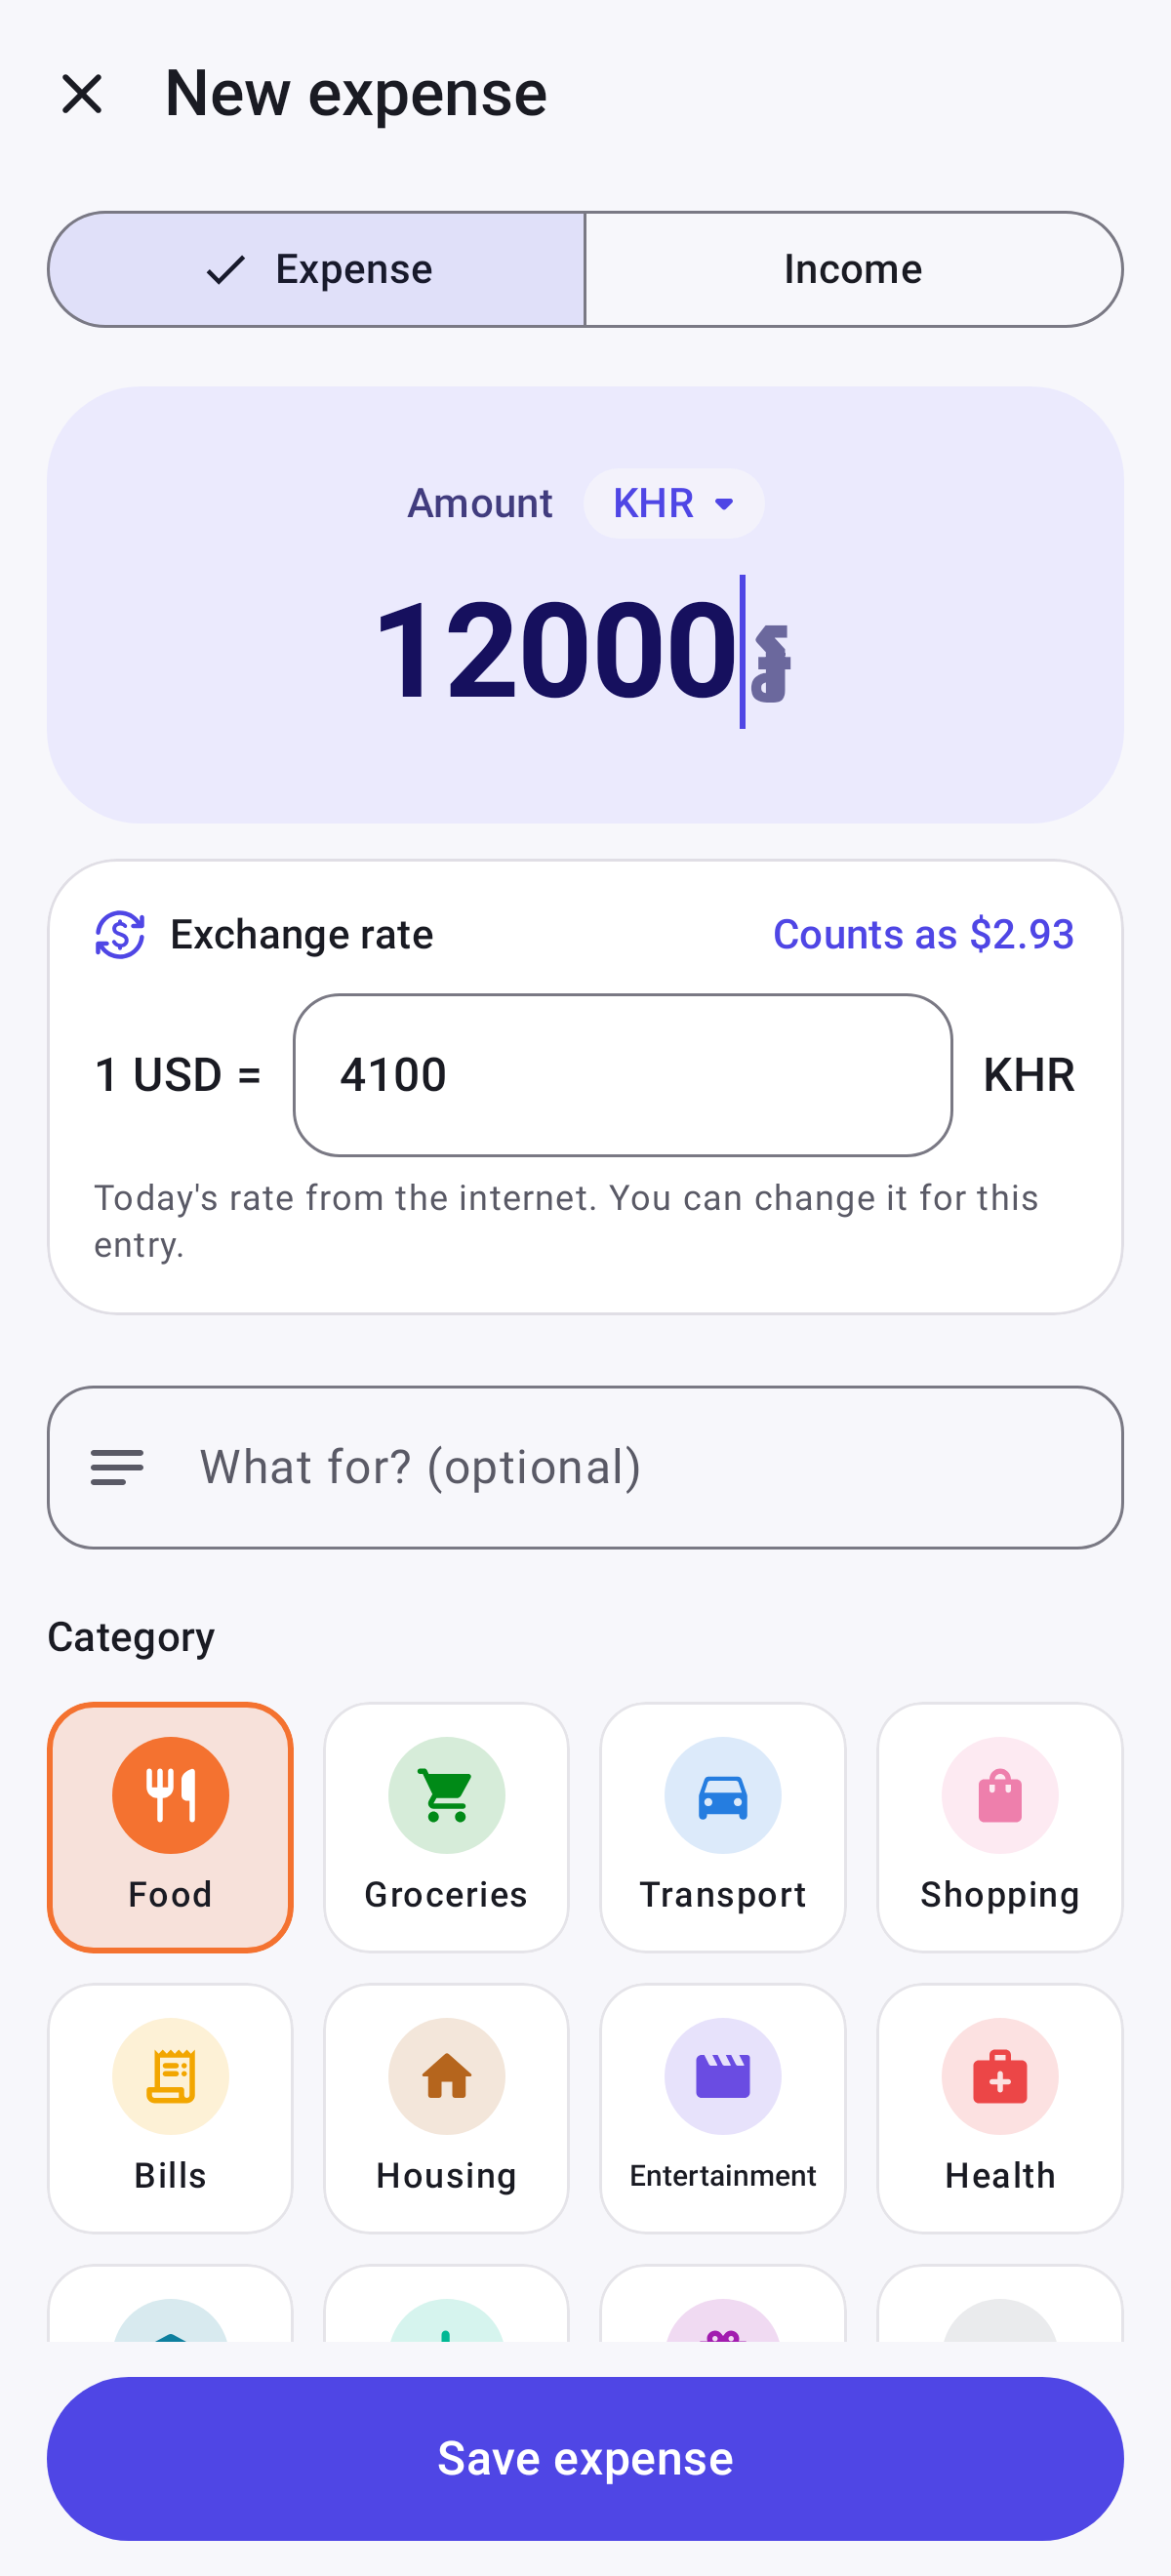 New expense
Expense
Income
Amount KHR
12000៛
Exchange rate
Counts as $2.93
1 USD = 4100 KHR
Today's rate from the internet. You can change it for this
entry.
What for? (optional)
Category
Food
Groceries
Transport
Shopping
Bills
Housing
Entertainment
Health
Save expense